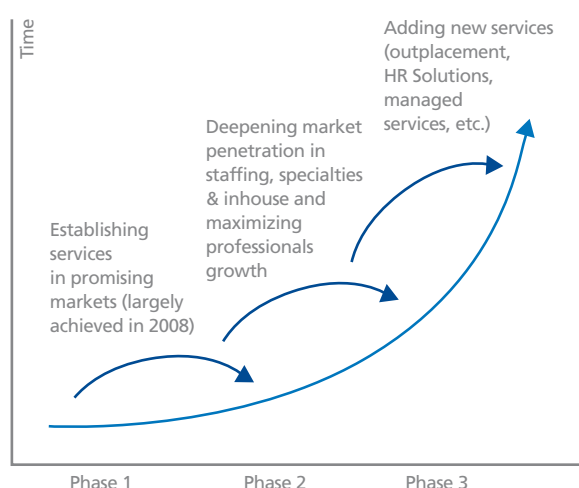 Time
Adding new services
(outplacement,
HR Solutions,
managed
services, etc.)
Deepening market
penetration in
staffing, specialties
& inhouse and
maximizing
professionals
growth
Establishing
services
in promising
markets (largely
achieved in 2008)
Phase 1
Phase 2
Phase 3